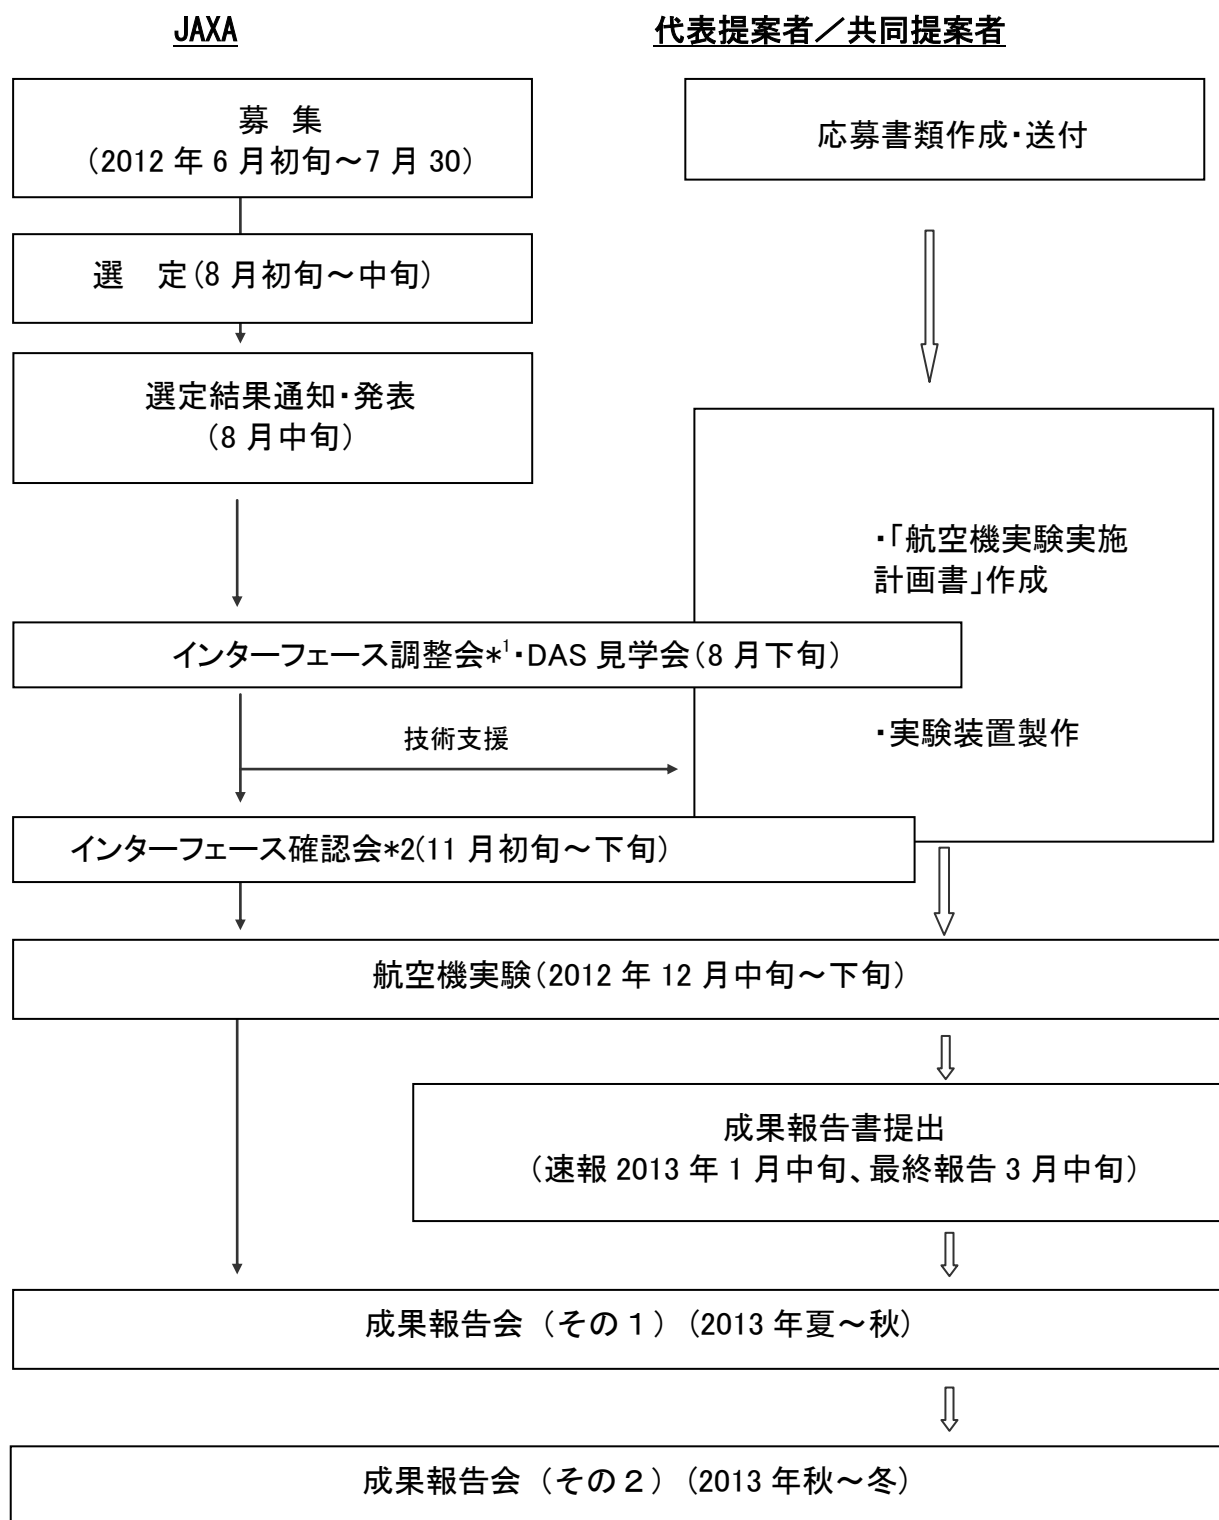 JAXA
代表提案者／共同提案者
募 集
（2012 年 6 月初旬～7 月 30）
応募書類作成・送付
選　定（8 月初旬～中旬）
選定結果通知・発表
（8 月中旬）
・「航空機実験実施
計画書」作成
インターフェース調整会*1・DAS 見学会（8 月下旬）
・実験装置製作
技術支援
インターフェース確認会*2(11 月初旬～下旬）
航空機実験（2012 年 12 月中旬～下旬）
成果報告書提出
（速報 2013 年 1 月中旬、最終報告 3 月中旬）
成果報告会（その１）（2013 年夏～秋）
成果報告会（その２）（2013 年秋～冬）